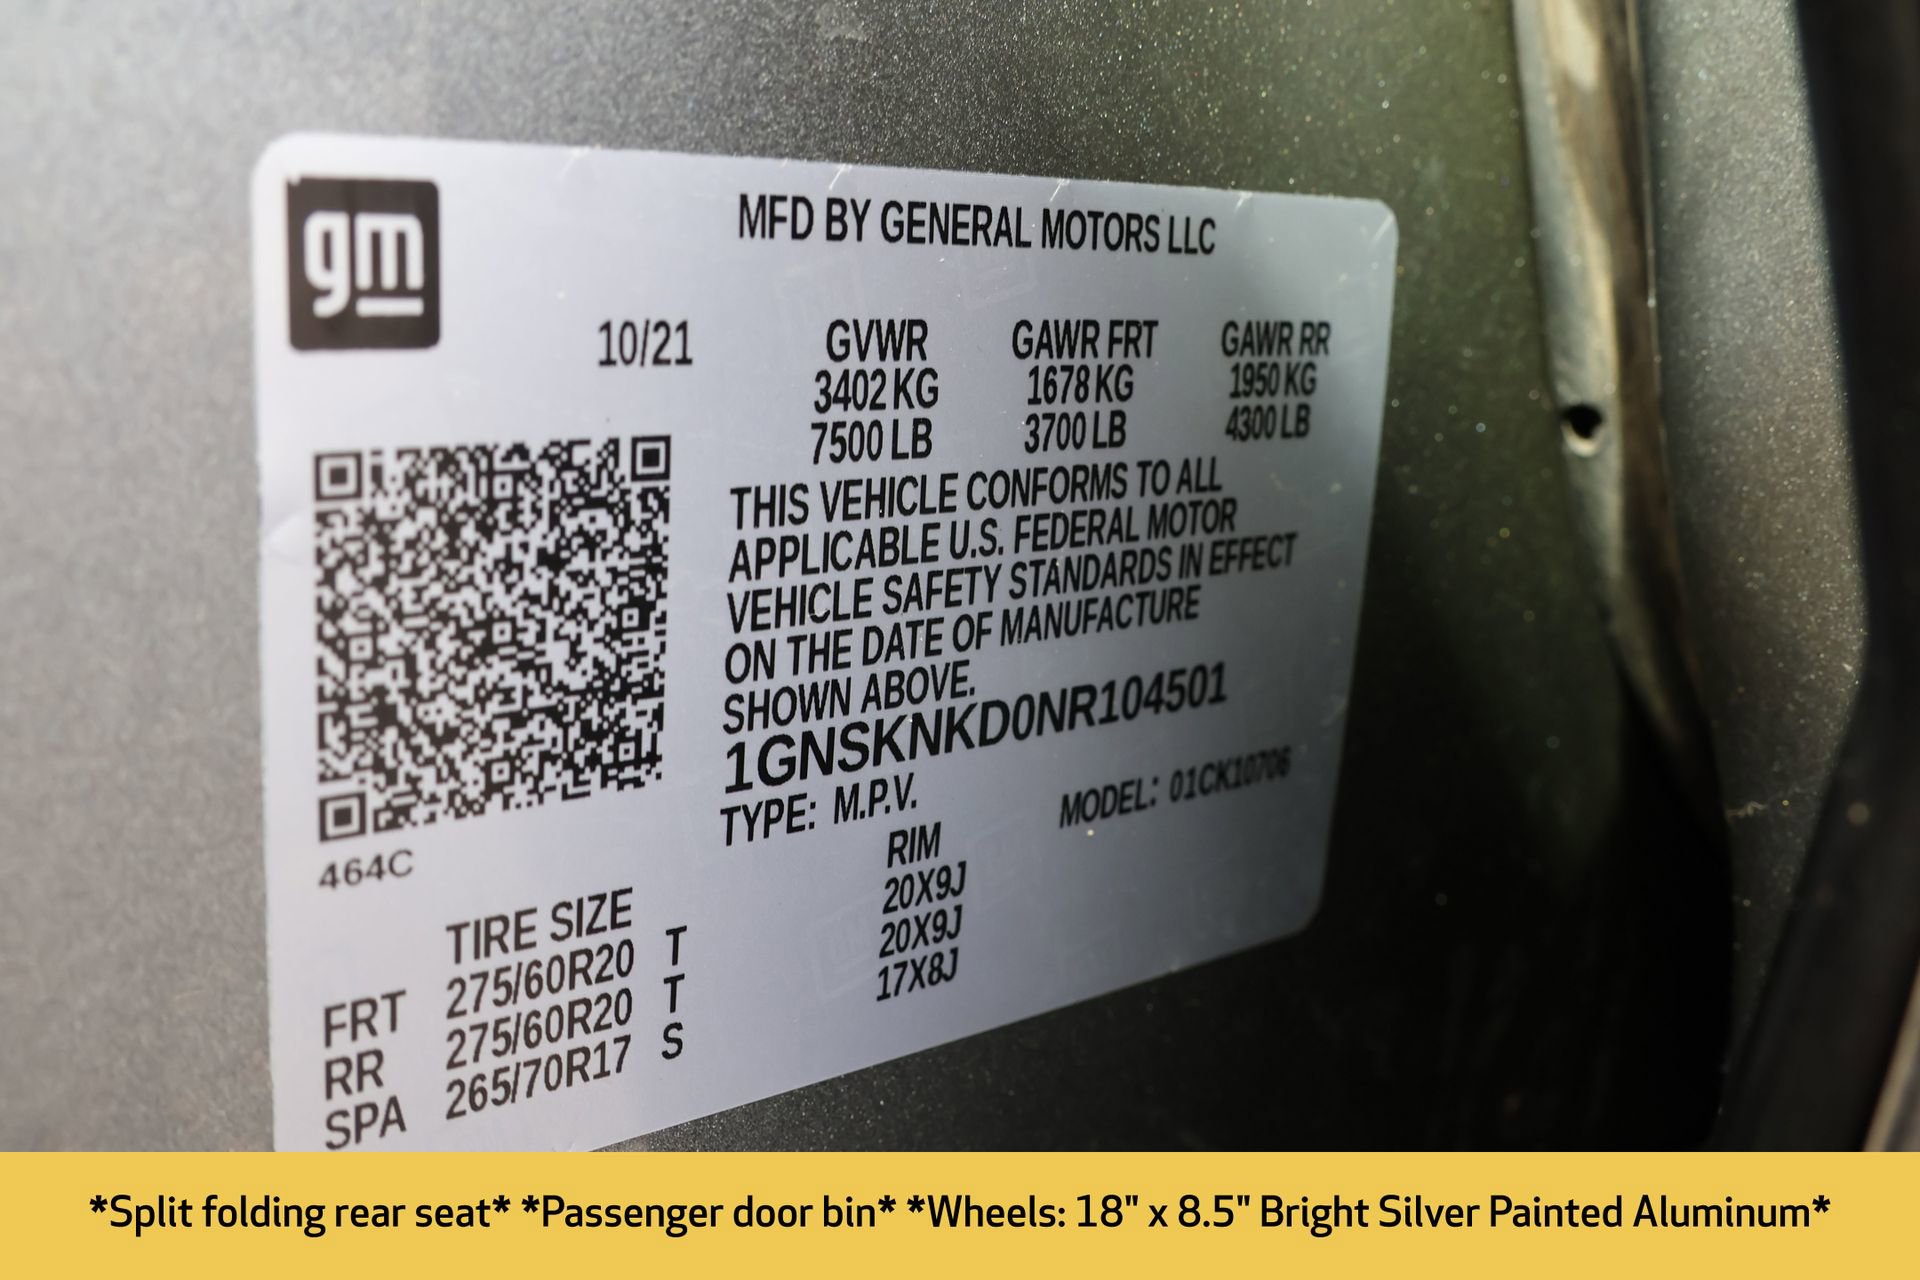 gm
MFD BY GENERAL MOTORS LLC
10/21 GVWR GAWR FRT GAWR RR
3402 KG 1678 KG 1950 KG
7500 LB 3700 LB 4300 LB
THIS VEHICLE CONFORMS TO ALL
APPLICABLE U.S. FEDERAL MOTOR
VEHICLE SAFETY STANDARDS IN EFFECT
ON THE DATE OF MANUFACTURE
SHOWN ABOVE.
1GNSKNKD0NR104501
TYPE: M.P.V. MODEL: 01CK10706
464C
TIRE SIZE RIM
FRT 275/60R20 T 20X9J
RR 275/60R20 T 20X9J
SPA 265/70R17 S 17X8J
*Split folding rear seat* *Passenger door bin* *Wheels: 18" x 8.5" Bright Silver Painted Aluminum*